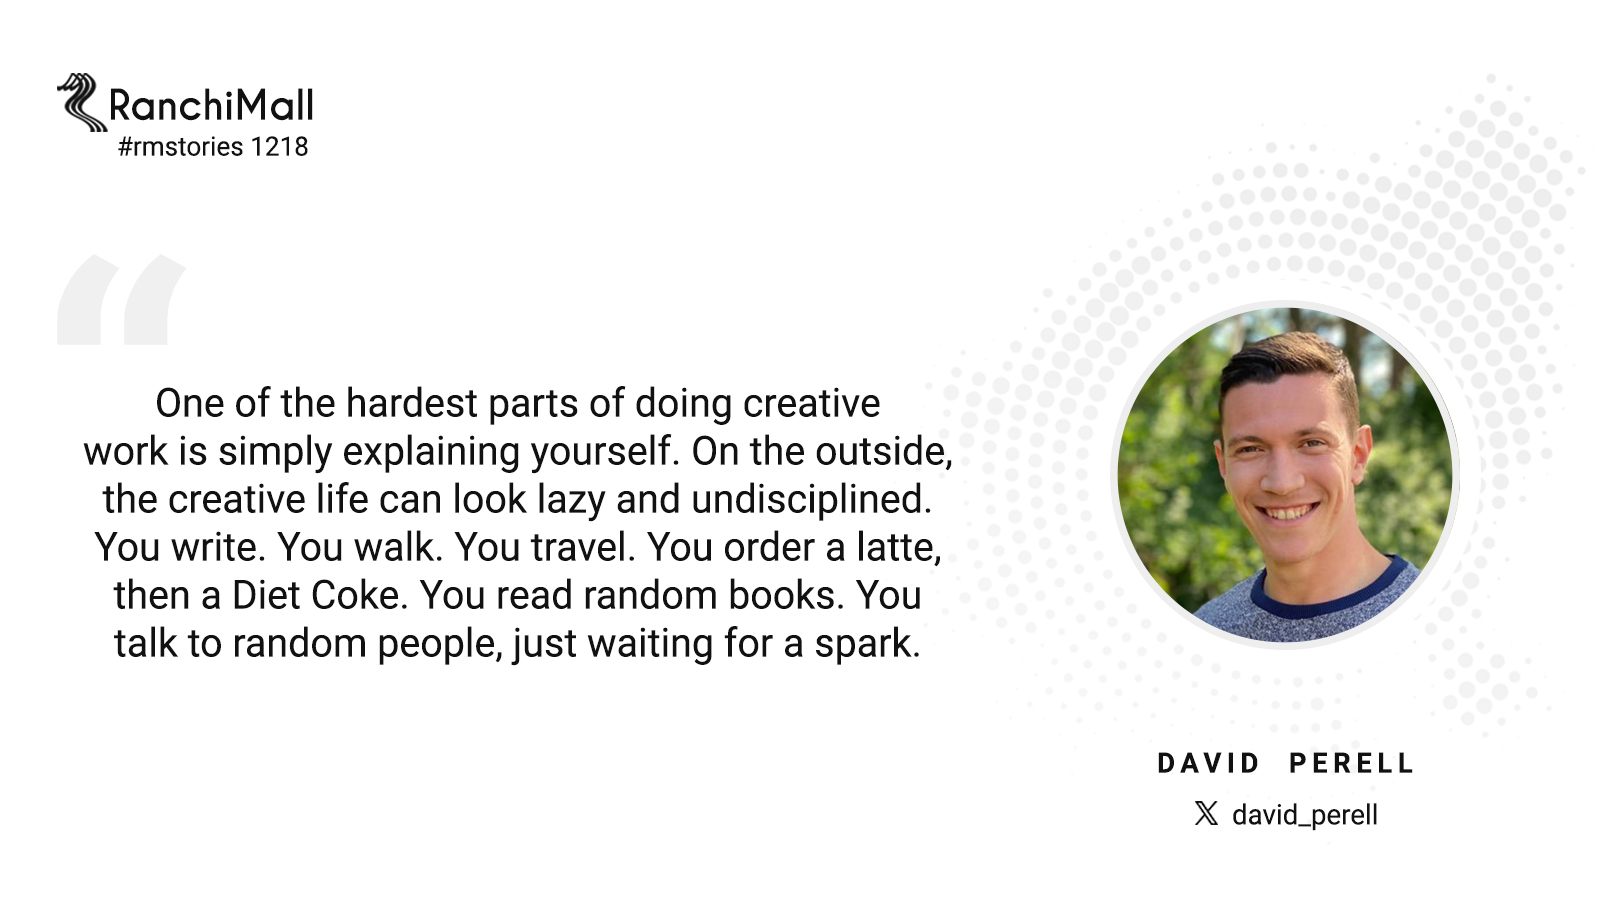 RanchiMall
#rmstories 1218
“
One of the hardest parts of doing creative
work is simply explaining yourself. On the outside,
the creative life can look lazy and undisciplined.
You write. You walk. You travel. You order a latte,
then a Diet Coke. You read random books. You
talk to random people, just waiting for a spark.
DAVID PERELL
𝕏 david_perell